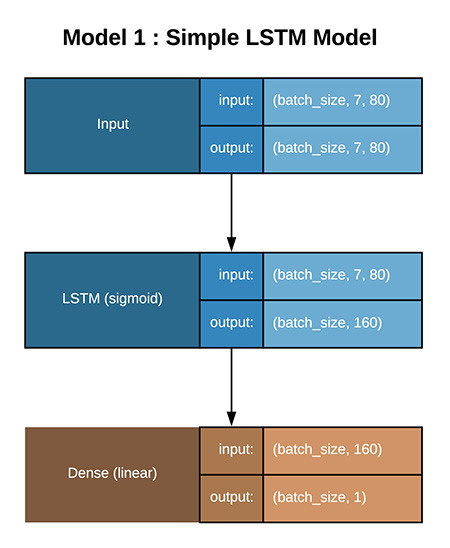 Model 1 : Simple LSTM Model
Input
input:
(batch_size, 7, 80)
output:
(batch_size, 7, 80)
LSTM (sigmoid)
input:
(batch_size, 7, 80)
output:
(batch_size, 160)
Dense (linear)
input:
(batch_size, 160)
output:
(batch_size, 1)